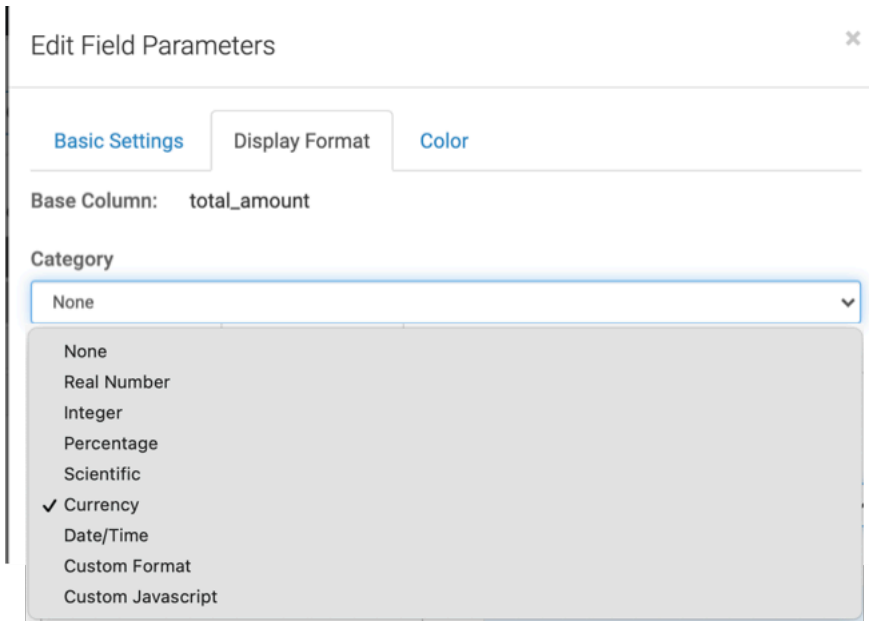 Edit Field Parameters ×
Basic Settings Display Format Color
Base Column: total_amount
Category
None
None
Real Number
Integer
Percentage
Scientific
✓ Currency
Date/Time
Custom Format
Custom Javascript